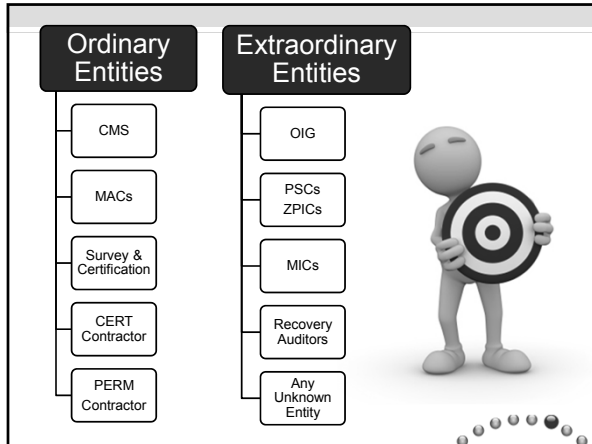 Ordinary
Entities
CMS
MACs
Survey &
Certification
CERT
Contractor
PERM
Contractor
Extraordinary
Entities
OIG
PSCs
ZPICs
MICs
Recovery
Auditors
Any
Unknown
Entity